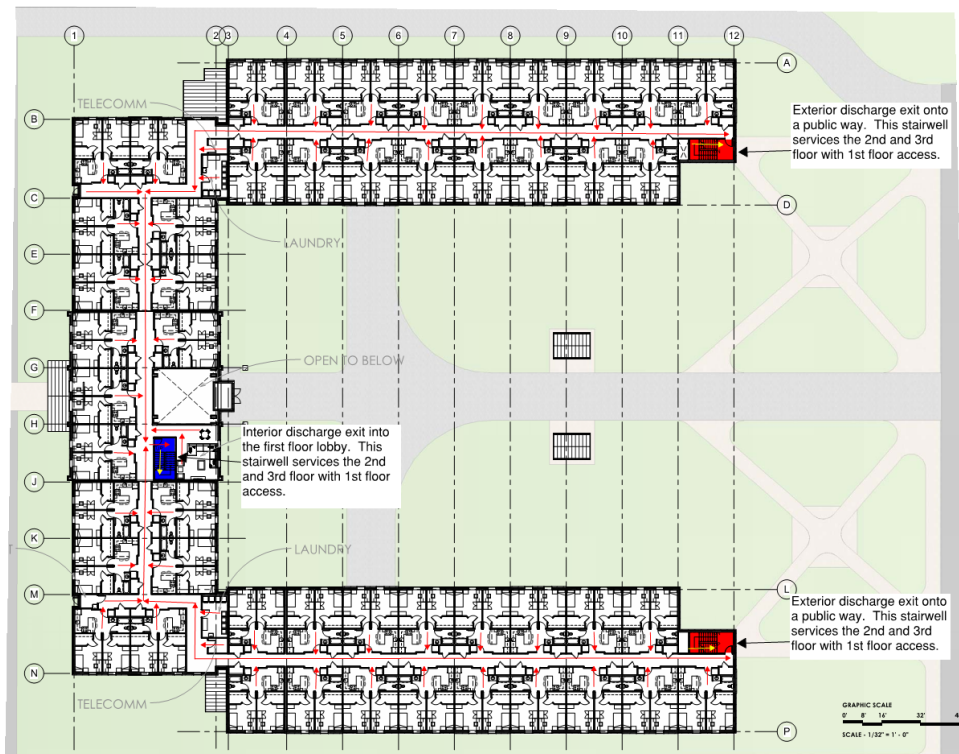 1
2
3
4
5
6
7
8
9
10
11
12
A
TELECOMM
B
Exterior discharge exit onto
a public way. This stairwell
services the 2nd and 3rd
floor with 1st floor access.
C
D
LAUNDRY
E
F
G
OPEN TO BELOW
H
Interior discharge exit into
the first floor lobby. This
stairwell services the 2nd
and 3rd floor with 1st floor
access.
J
K
T
LAUNDRY
M
L
Exterior discharge exit onto
a public way. This stairwell
services the 2nd and 3rd
floor with 1st floor access.
N
TELECOMM
P
GRAPHIC SCALE
0' 8' 16' 32' 4
SCALE - 1/32" = 1' - 0"